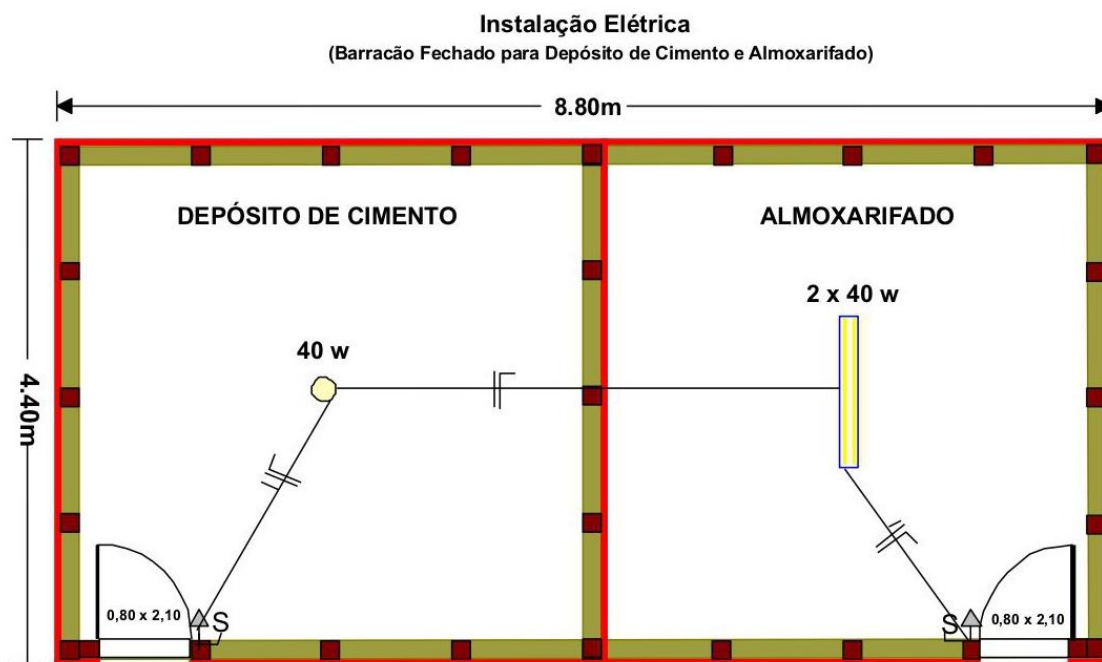 Instalação Elétrica
(Barracão Fechado para Depósito de Cimento e Almoxarifado)
8.80m
DEPÓSITO DE CIMENTO
ALMOXARIFADO
2 x 40 w
40 w
4.40m
0,80 x 2,10
S
S
0,80 x 2,10